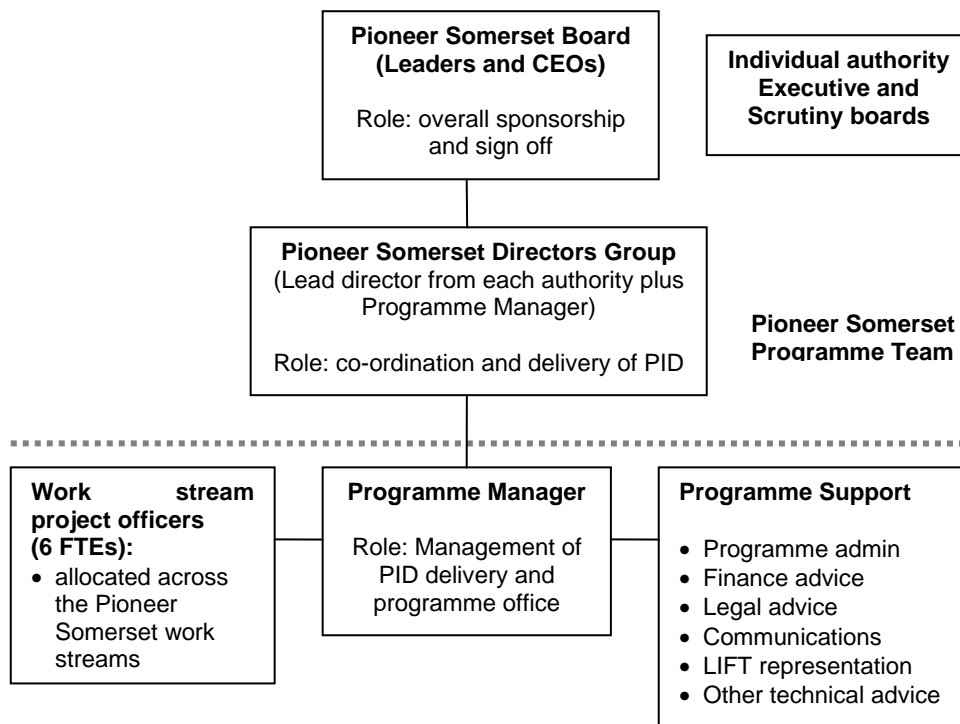 Pioneer Somerset Board
(Leaders and CEOs)
Role: overall sponsorship
and sign off
Individual authority
Executive and
Scrutiny boards
Pioneer Somerset Directors Group
(Lead director from each authority plus
Programme Manager)
Role: co-ordination and delivery of PID
Pioneer Somerset
Programme Team
Work stream
project officers
(6 FTEs):
• allocated across
the Pioneer
Somerset work
streams
Programme Manager
Role: Management of
PID delivery and
programme office
Programme Support
• Programme admin
• Finance advice
• Legal advice
• Communications
• LIFT representation
• Other technical advice